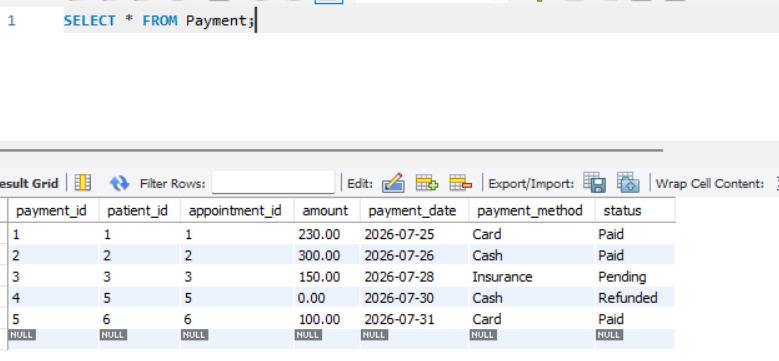 1 SELECT * FROM Payment;
esult Grid Filter Rows: Edit: Export/Import: Wrap Cell Content:
payment_id patient_id appointment_id amount payment_date payment_method status
1 1 1 230.00 2026-07-25 Card Paid
2 2 2 300.00 2026-07-26 Cash Paid
3 3 3 150.00 2026-07-28 Insurance Pending
4 5 5 0.00 2026-07-30 Cash Refunded
5 6 6 100.00 2026-07-31 Card Paid
NULL NULL NULL NULL NULL NULL NULL